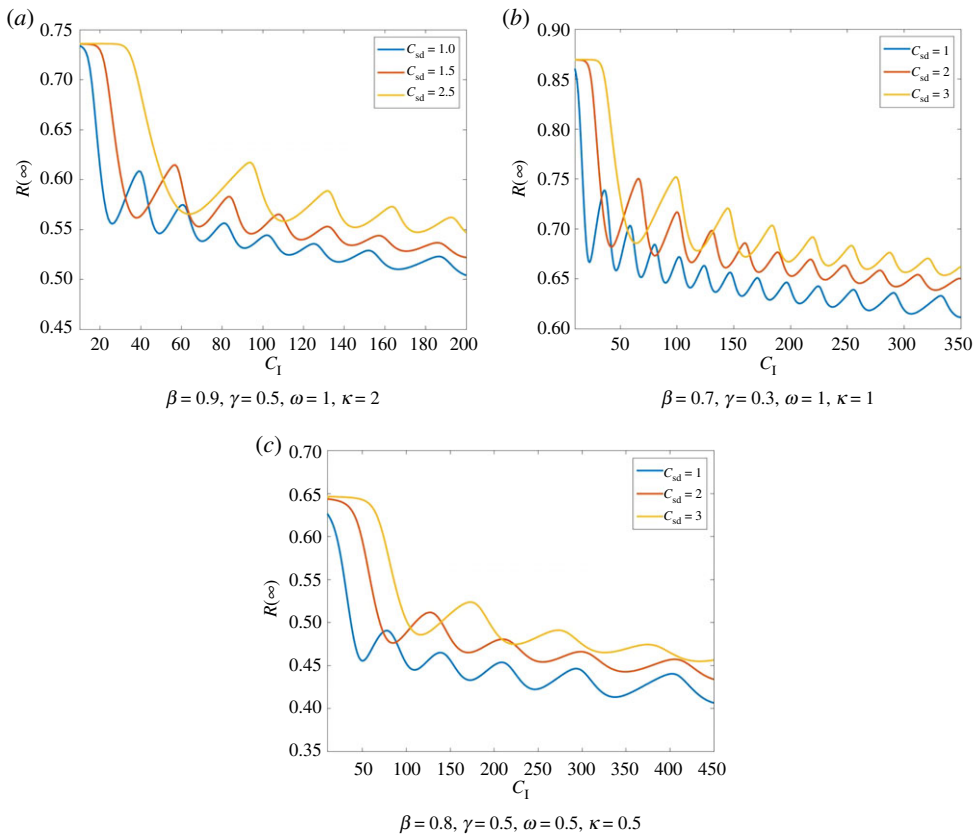 (a)
0.75
0.70
0.65
0.60
0.55
0.50
0.45
R(∞)
C_sd = 1.0
C_sd = 1.5
C_sd = 2.5
20 40 60 80 100 120 140 160 180 200
C_I
β = 0.9, γ = 0.5, ω = 1, κ = 2
(b)
0.90
0.85
0.80
0.75
0.70
0.65
0.60
R(∞)
C_sd = 1
C_sd = 2
C_sd = 3
50 100 150 200 250 300 350
C_I
β = 0.7, γ = 0.3, ω = 1, κ = 1
(c)
0.70
0.65
0.60
0.55
0.50
0.45
0.40
0.35
R(∞)
C_sd = 1
C_sd = 2
C_sd = 3
50 100 150 200 250 300 350 400 450
C_I
β = 0.8, γ = 0.5, ω = 0.5, κ = 0.5